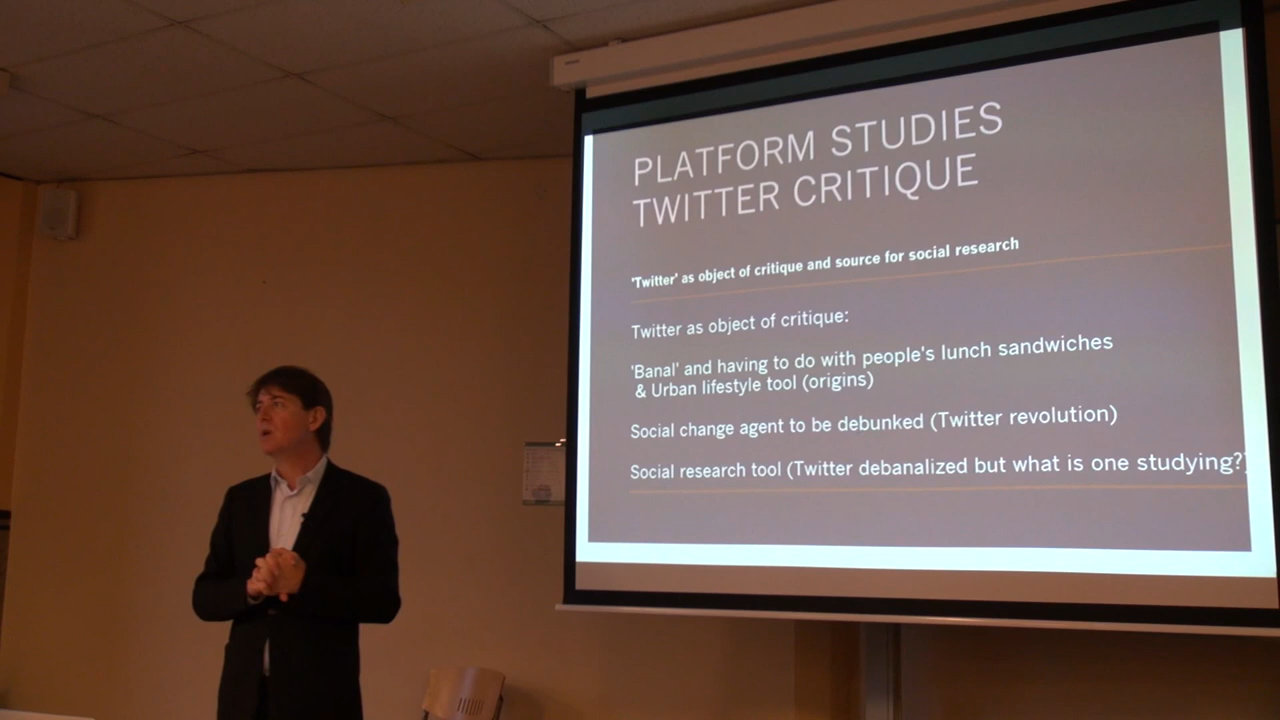 PLATFORM STUDIES
TWITTER CRITIQUE
'Twitter' as object of critique and source for social research
Twitter as object of critique:
'Banal' and having to do with people's lunch sandwiches
& Urban lifestyle tool (origins)
Social change agent to be debunked (Twitter revolution)
Social research tool (Twitter debanalized but what is one studying?)